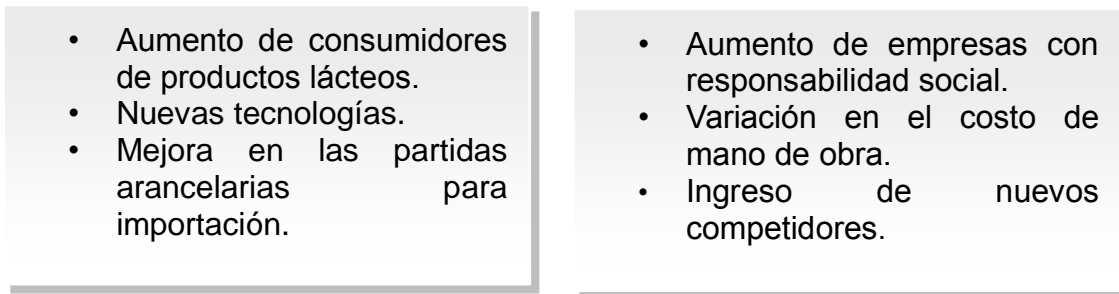 • Aumento de consumidores
de productos lácteos.
• Nuevas tecnologías.
• Mejora en las partidas
arancelarias para
importación.
• Aumento de empresas con
responsabilidad social.
• Variación en el costo de
mano de obra.
• Ingreso de nuevos
competidores.